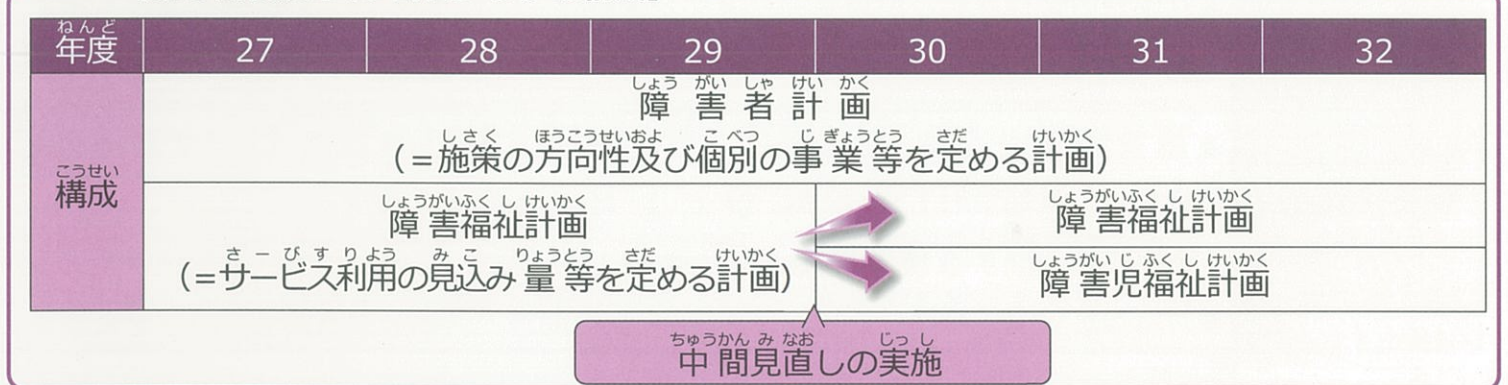 ねんど
年度 27 28 29 30 31 32
しょう がい しゃ けい かく
障害者計画
しさく ほうこうせいおよ こべつ じぎょうとう さだ けいかく
(=施策の方向性及び個別の事業等を定める計画)
こうせい
構成
しょうがいふくしけいかく
障害福祉計画
さーびすりよう みこ りょうとう さだ けいかく
(=サービス利用の見込み量等を定める計画)
しょうがいふくしけいかく
障害福祉計画
しょうがいじふくしけいかく
障害児福祉計画
ちゅうかんみなお じっし
中間見直しの実施